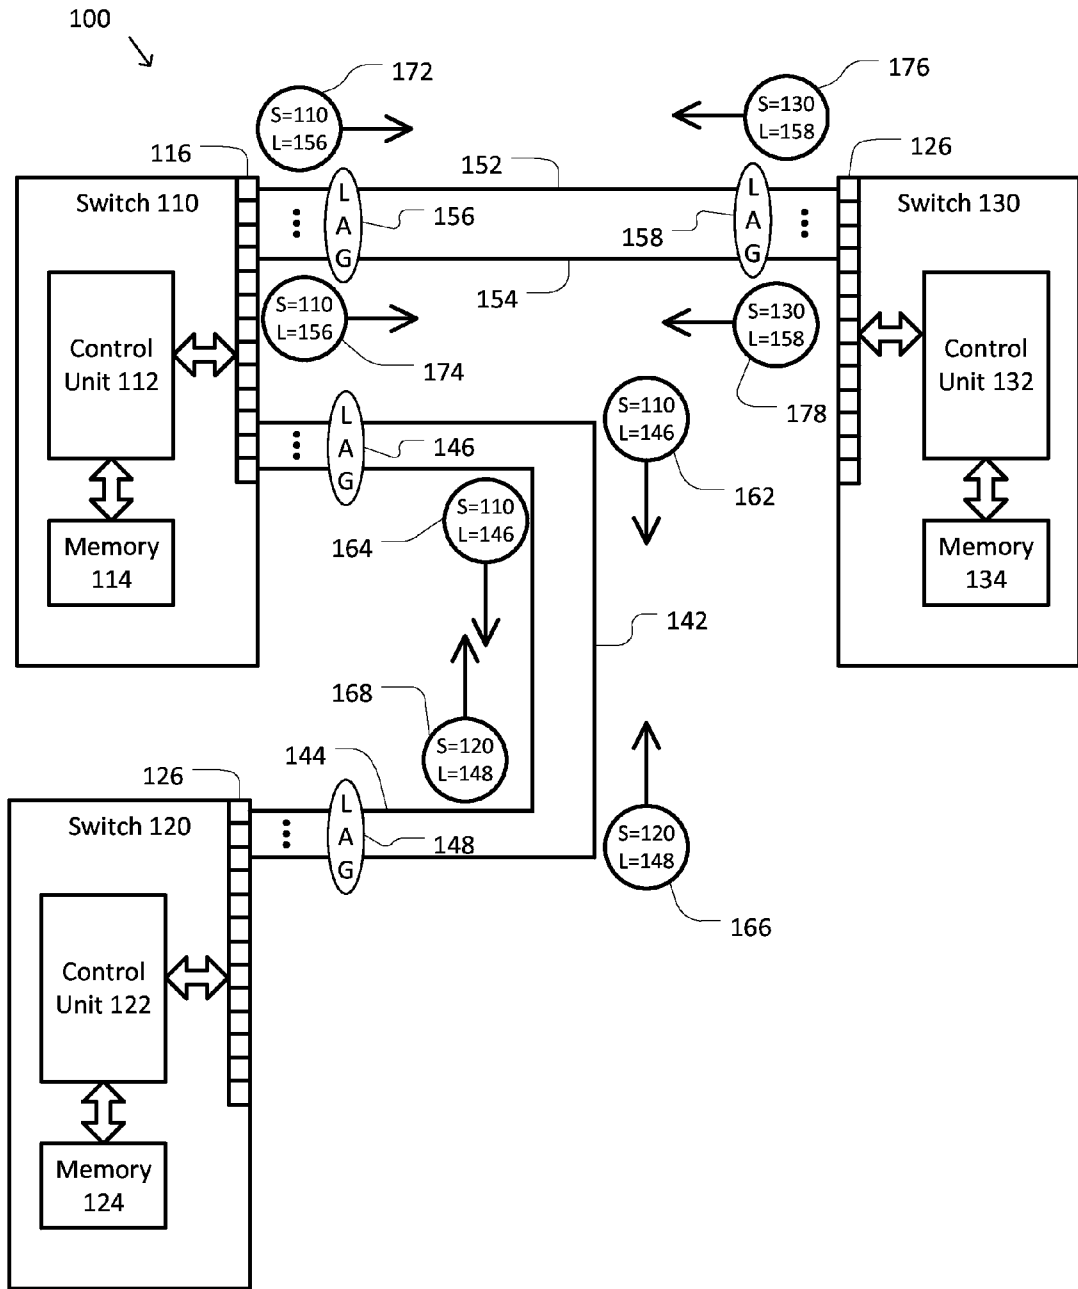 100
172
176
S=110
L=156
S=130
L=158
116
126
152
Switch 110
L
A
G
156
L
A
G
158
Switch 130
154
S=110
L=156
174
S=130
L=158
178
Control
Unit 112
Control
Unit 132
L
A
G
146
S=110
L=146
162
S=110
L=146
164
Memory
114
Memory
134
142
168
S=120
L=148
144
126
Switch 120
L
A
G
148
S=120
L=148
166
Control
Unit 122
Memory
124